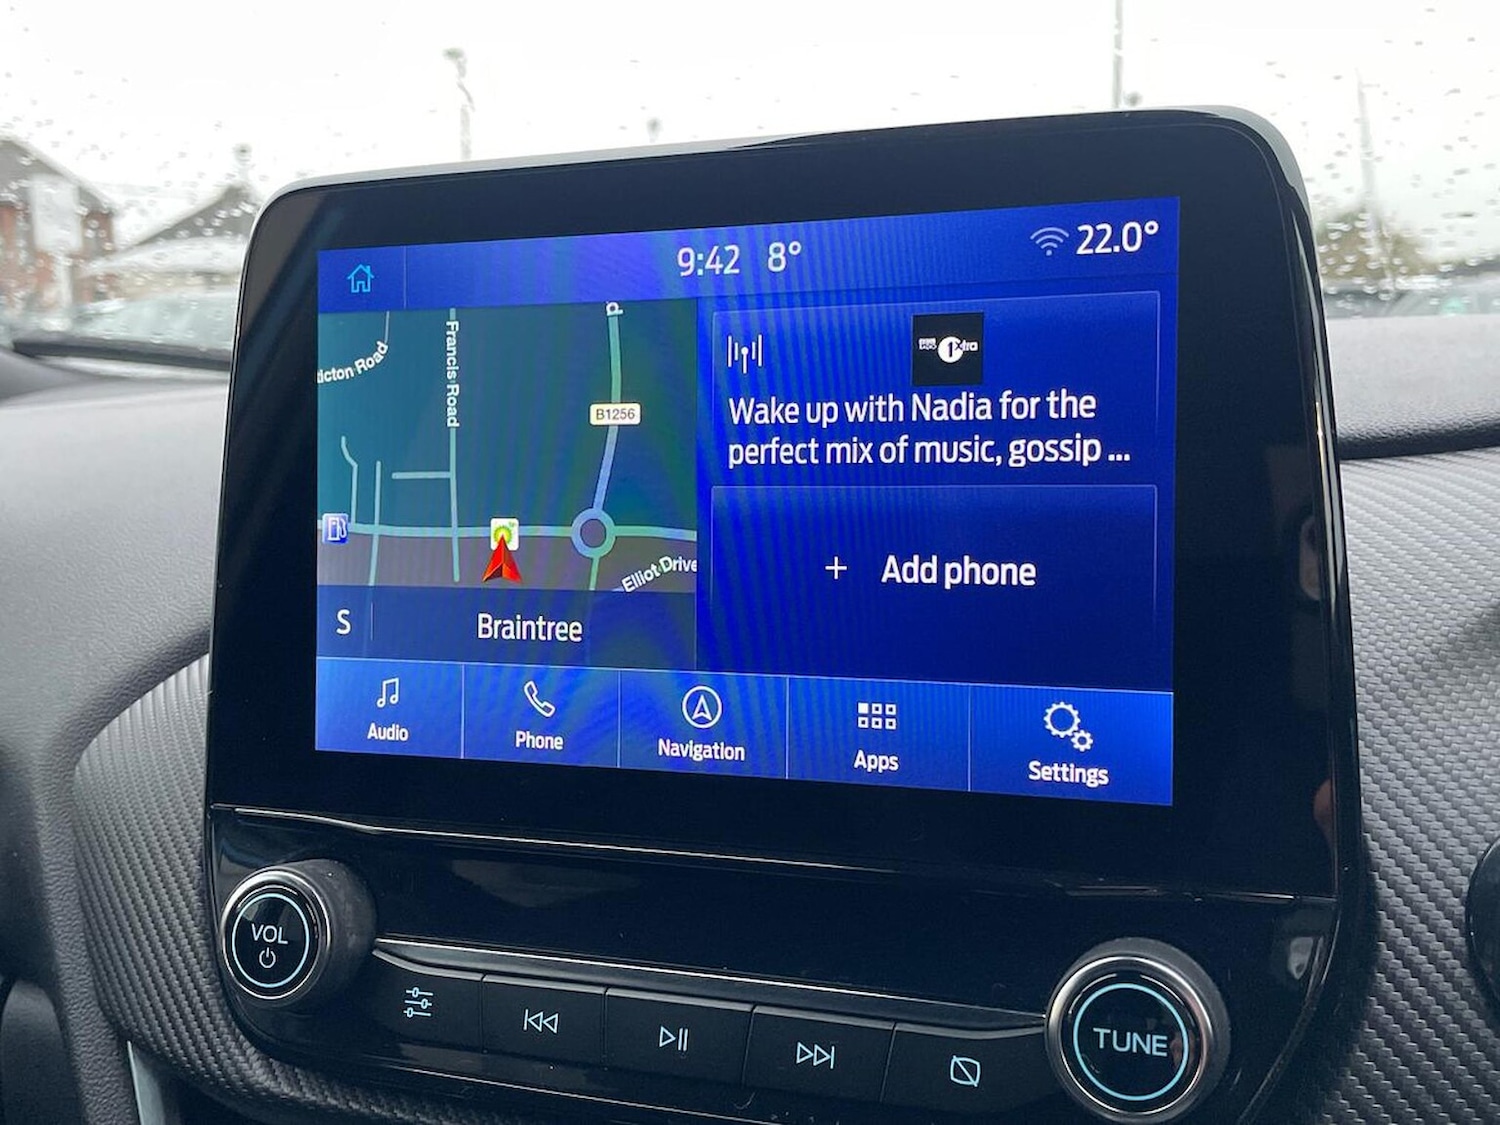 9:42 8° 22.0°
Francis Road
B1256
1Xtra
Wake up with Nadia for the
perfect mix of music, gossip ...
+ Add phone
Elliot Drive
S Braintree
Audio Phone Navigation Apps Settings
VOL
TUNE